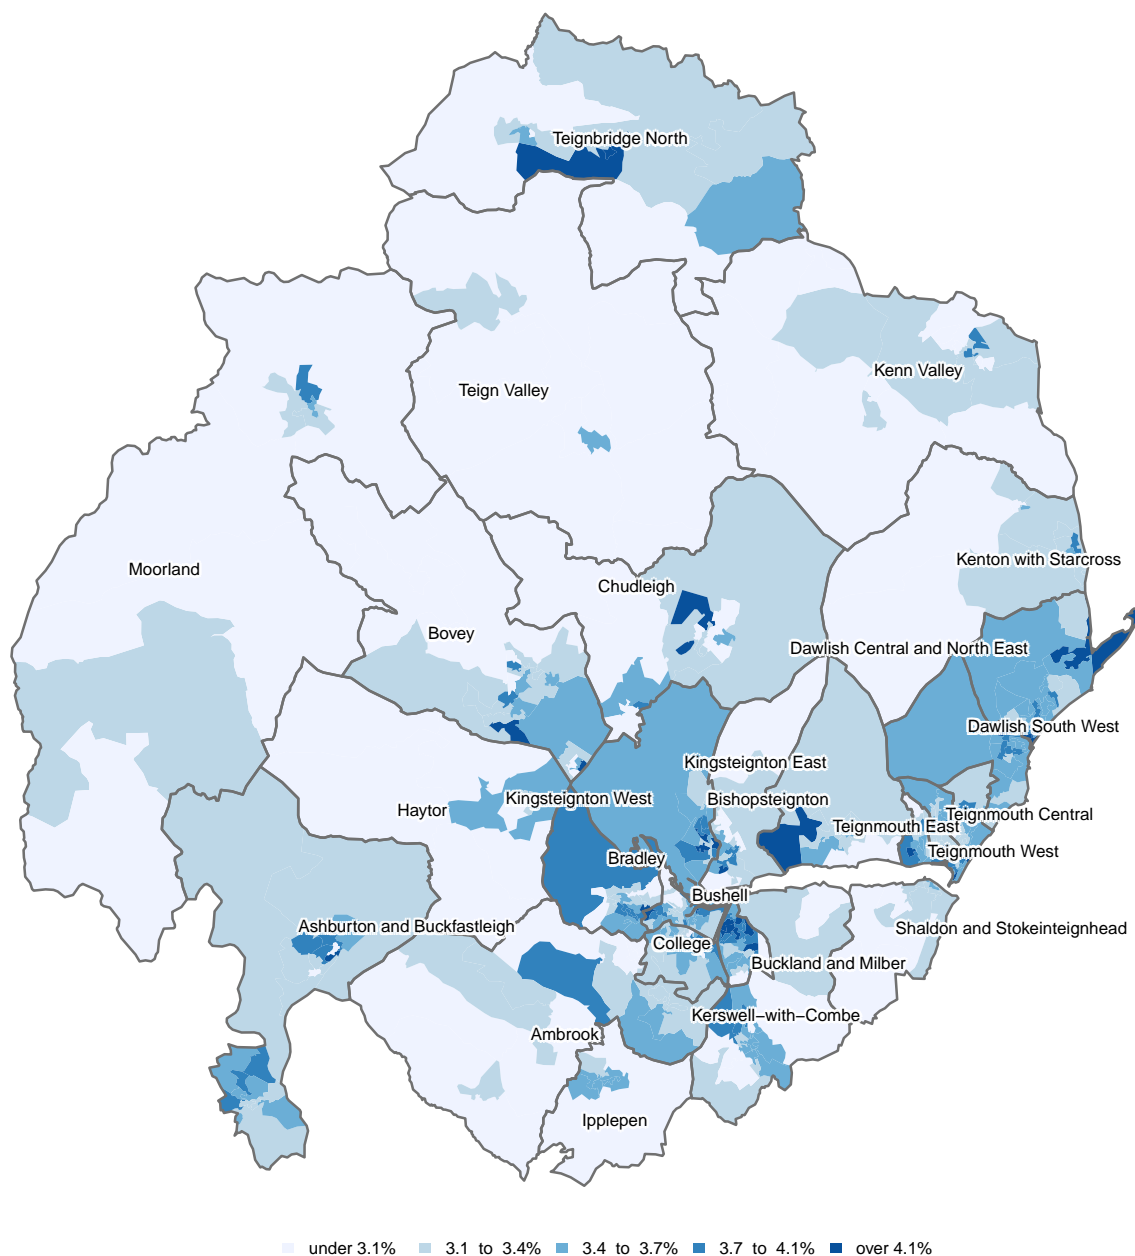 Teignbridge North
Kenn Valley
Teign Valley
Kenton with Starcross
Moorland
Chudleigh
Bovey
Dawlish Central and North East
Dawlish South West
Kingsteignton East
Kingsteignton West
Bishopsteignton
Haytor
Teignmouth Central
Teignmouth East
Teignmouth West
Bradley
Bushell
Ashburton and Buckfastleigh
Shaldon and Stokeinteignhead
College
Buckland and Milber
Kerswell−with−Combe
Ambrook
Ipplepen
under 3.1% 3.1 to 3.4% 3.4 to 3.7% 3.7 to 4.1% over 4.1%